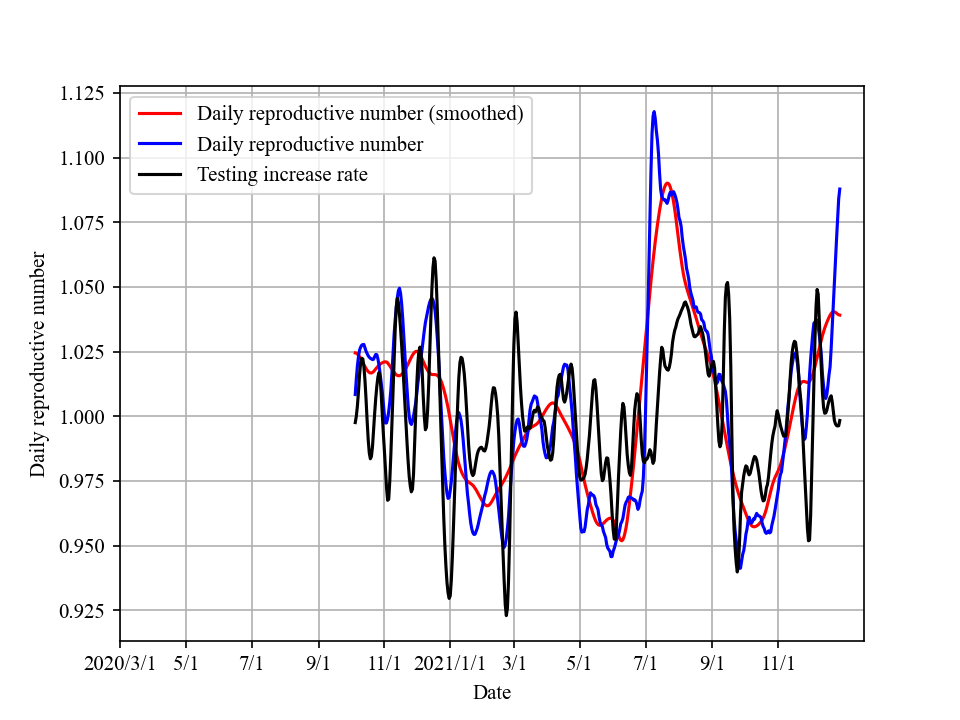 Daily reproductive number (smoothed)
Daily reproductive number
Testing increase rate
1.125
1.100
1.075
1.050
1.025
1.000
0.975
0.950
0.925
Daily reproductive number
2020/3/1 5/1 7/1 9/1 11/1 2021/1/1 3/1 5/1 7/1 9/1 11/1
Date